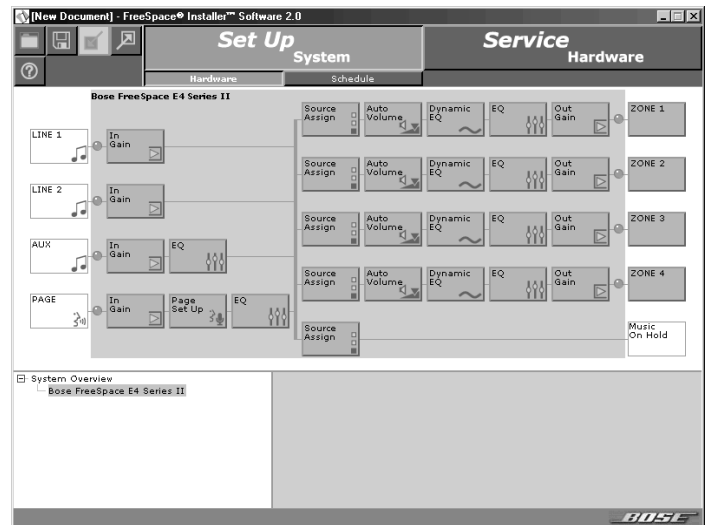 [New Document] - FreeSpace® Installer™ Software 2.0
Set Up
System
Service
Hardware
Hardware
Schedule
Bose FreeSpace E4 Series II
LINE 1
In Gain
Source Assign
Auto Volume
Dynamic EQ
EQ
Out Gain
ZONE 1
LINE 2
In Gain
Source Assign
Auto Volume
Dynamic EQ
EQ
Out Gain
ZONE 2
AUX
In Gain
EQ
Source Assign
Auto Volume
Dynamic EQ
EQ
Out Gain
ZONE 3
PAGE
In Gain
Page Set Up
EQ
Source Assign
Auto Volume
Dynamic EQ
EQ
Out Gain
ZONE 4
Source Assign
Music On Hold
System Overview
Bose FreeSpace E4 Series II
BOSE